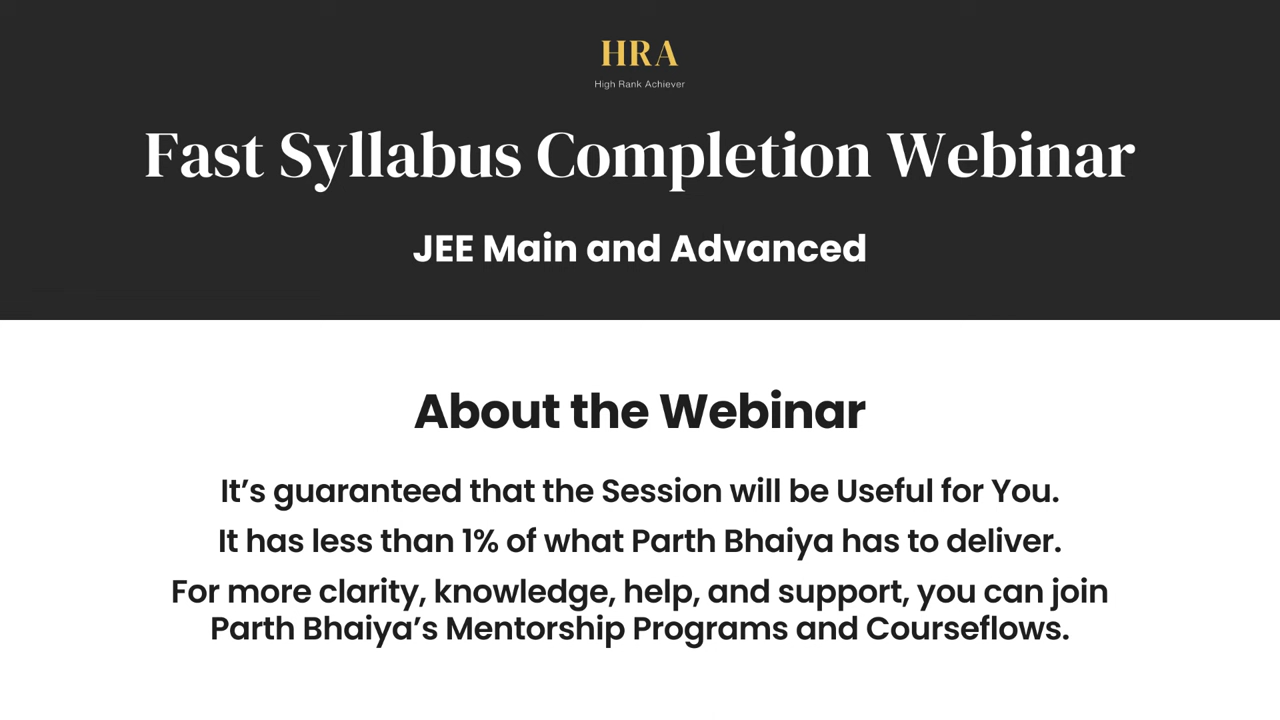 HRA
High Rank Achiever
Fast Syllabus Completion Webinar
JEE Main and Advanced
About the Webinar
It’s guaranteed that the Session will be Useful for You.
It has less than 1% of what Parth Bhaiya has to deliver.
For more clarity, knowledge, help, and support, you can join
Parth Bhaiya’s Mentorship Programs and Courseflows.